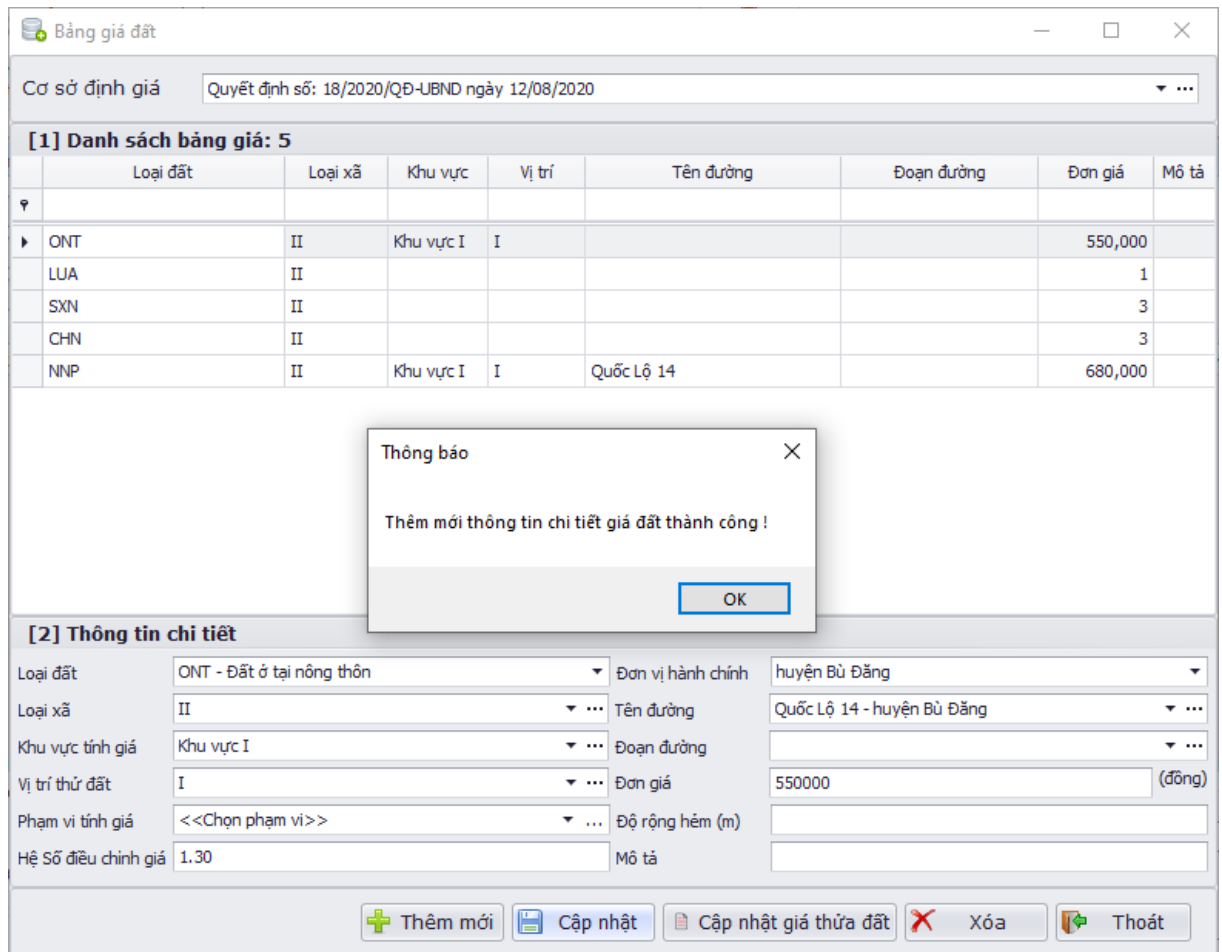 Bảng giá đất
Cơ sở định giá Quyết định số: 18/2020/QĐ-UBND ngày 12/08/2020 ...
[1] Danh sách bảng giá: 5
Loại đất Loại xã Khu vực Vị trí Tên đường Đoạn đường Đơn giá Mô tả
ONT II Khu vực I I 550,000
LUA II 1
SXN II 3
CHN II 3
NNP II Khu vực I I Quốc Lộ 14 680,000
Thông báo
Thêm mới thông tin chi tiết giá đất thành công !
OK
[2] Thông tin chi tiết
Loại đất ONT - Đất ở tại nông thôn Đơn vị hành chính huyện Bù Đăng
Loại xã II ... Tên đường Quốc Lộ 14 - huyện Bù Đăng ...
Khu vực tính giá Khu vực I ... Đoạn đường ...
Vị trí thử đất I ... Đơn giá 550000 (đồng)
Phạm vi tính giá <<Chọn phạm vi>> ... Độ rộng hẻm (m)
Hệ Số điều chinh giá 1.30 Mô tả
Thêm mới Cập nhật Cập nhật giá thửa đất Xóa Thoát